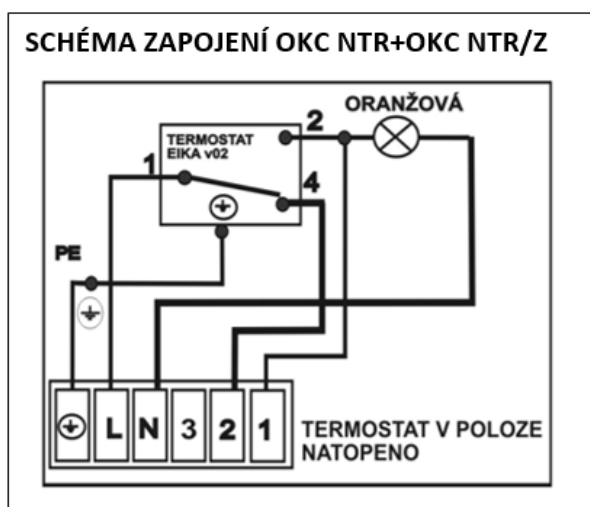 SCHÉMA ZAPOJENÍ OKC NTR+OKC NTR/Z
ORANŽOVÁ
2
TERMOSTAT
EIKA v02
1
4
PE
L N 3 2 1
TERMOSTAT V POLOZE
NATOPENO